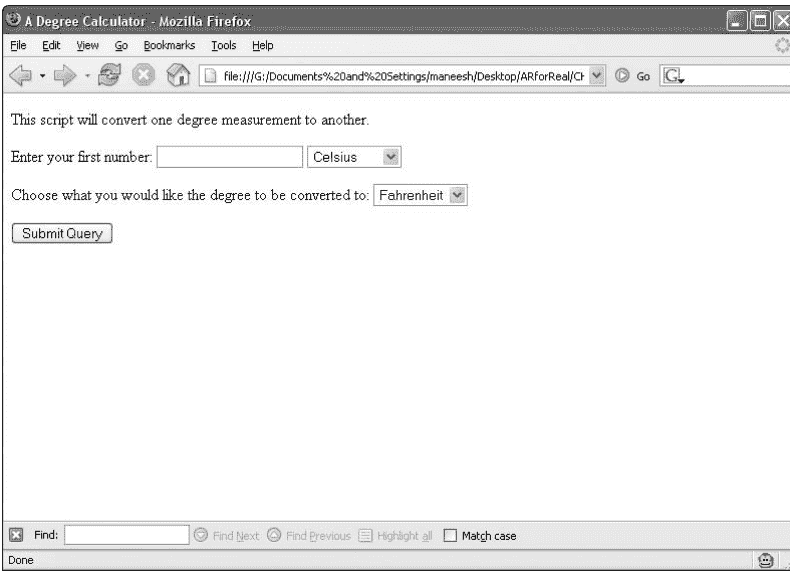 A Degree Calculator - Mozilla Firefox
File Edit View Go Bookmarks Tools Help
file:///G:/Documents%20and%20Settings/maneesh/Desktop/ARforReal/Ch Go G
This script will convert one degree measurement to another.
Enter your first number: Celsius
Choose what you would like the degree to be converted to: Fahrenheit
Submit Query
Find: Find Next Find Previous Highlight all Match case
Done